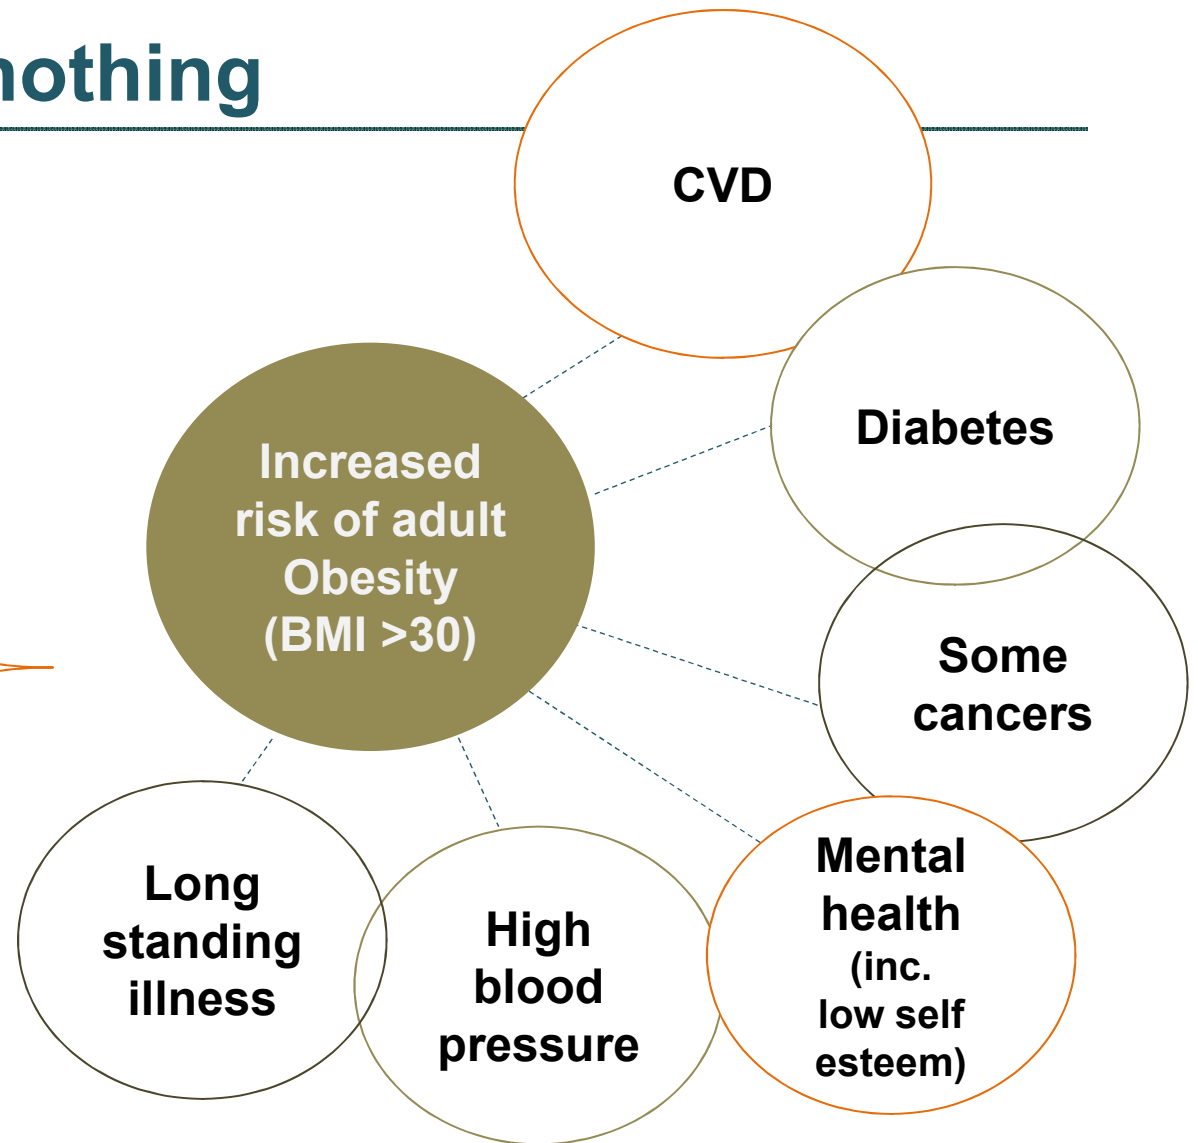 nothing
CVD
Diabetes
Increased
risk of adult
Obesity
(BMI >30)
Some
cancers
Mental
health
(inc.
low self
esteem)
High
blood
pressure
Long
standing
illness